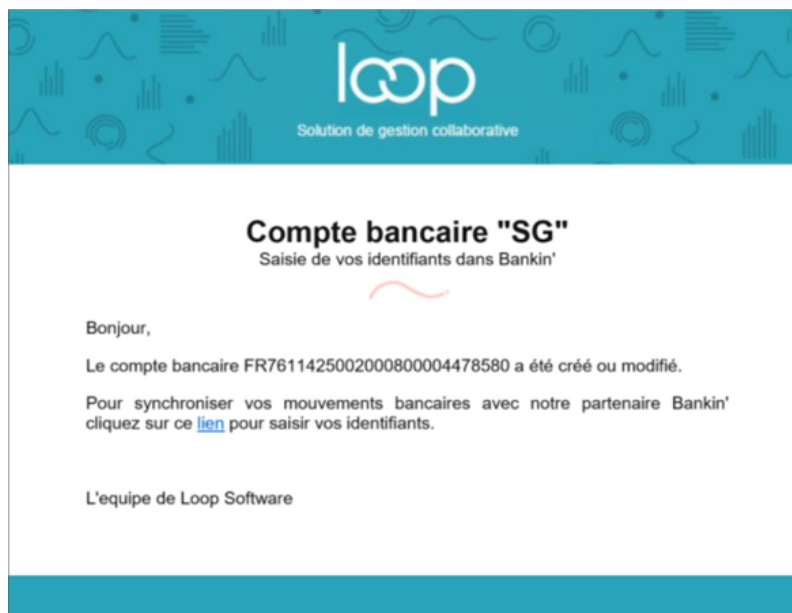 loop
Solution de gestion collaborative
Compte bancaire "SG"
Saisie de vos identifiants dans Bankin'
Bonjour,
Le compte bancaire FR7611425002000800004478580 a été créé ou modifié.
Pour synchroniser vos mouvements bancaires avec notre partenaire Bankin'
cliquez sur ce lien pour saisir vos identifiants.
L'equipe de Loop Software